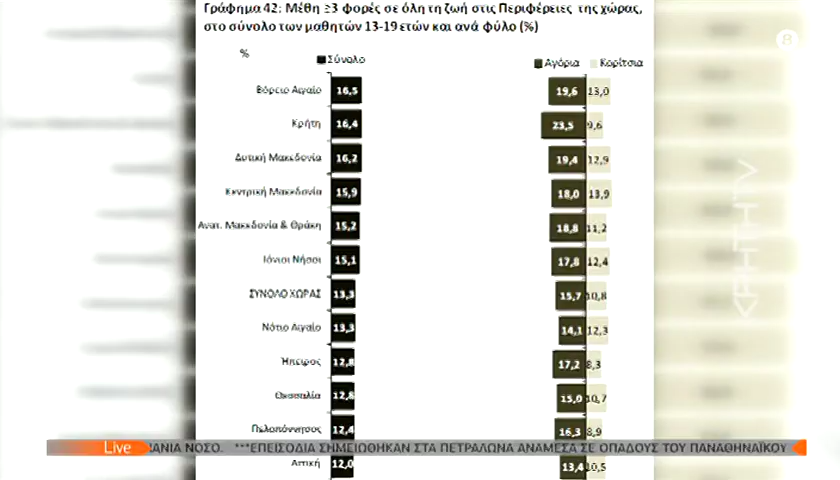 Γράφημα 42: Μέθη ≥3 φορές σε όλη τη ζωή στις Περιφέρειες της χώρας,
στο σύνολο των μαθητών 13-19 ετών και ανά φύλο (%)
8
% Σύνολο Αγόρια Κορίτσια
Βόρειο Αιγαίο 16,5 19,6 13,0
Κρήτη 16,4 23,5 9,6
Δυτική Μακεδονία 16,2 19,4 12,9
Κεντρική Μακεδονία 15,9 18,0 13,9
Ανατ. Μακεδονία & Θράκη 15,2 18,8 11,2
Ιόνιοι Νήσοι 15,1 17,8 12,4
ΣΥΝΟΛΟ ΧΩΡΑΣ 13,3 15,7 10,8
Νότιο Αιγαίο 13,3 14,1 12,3
Ήπειρος 12,8 17,2 8,3
Θεσσαλία 12,8 15,0 10,7
Πελοπόννησος 12,4 16,3 8,9
Live ΙΑΝΙΑ ΝΟΣΟ. ***ΕΠΕΙΣΟΔΙΑ ΣΗΜΕΙΩΘΗΚΑΝ ΣΤΑ ΠΕΤΡΑΛΩΝΑ ΑΝΑΜΕΣΑ ΣΕ ΟΠΑΔΟΥΣ ΤΟΥ ΠΑΝΑΘΗΝΑΪΚΟΥ
Αττική 12,0 13,4 10,5
ΚΡΗΤΗ TV